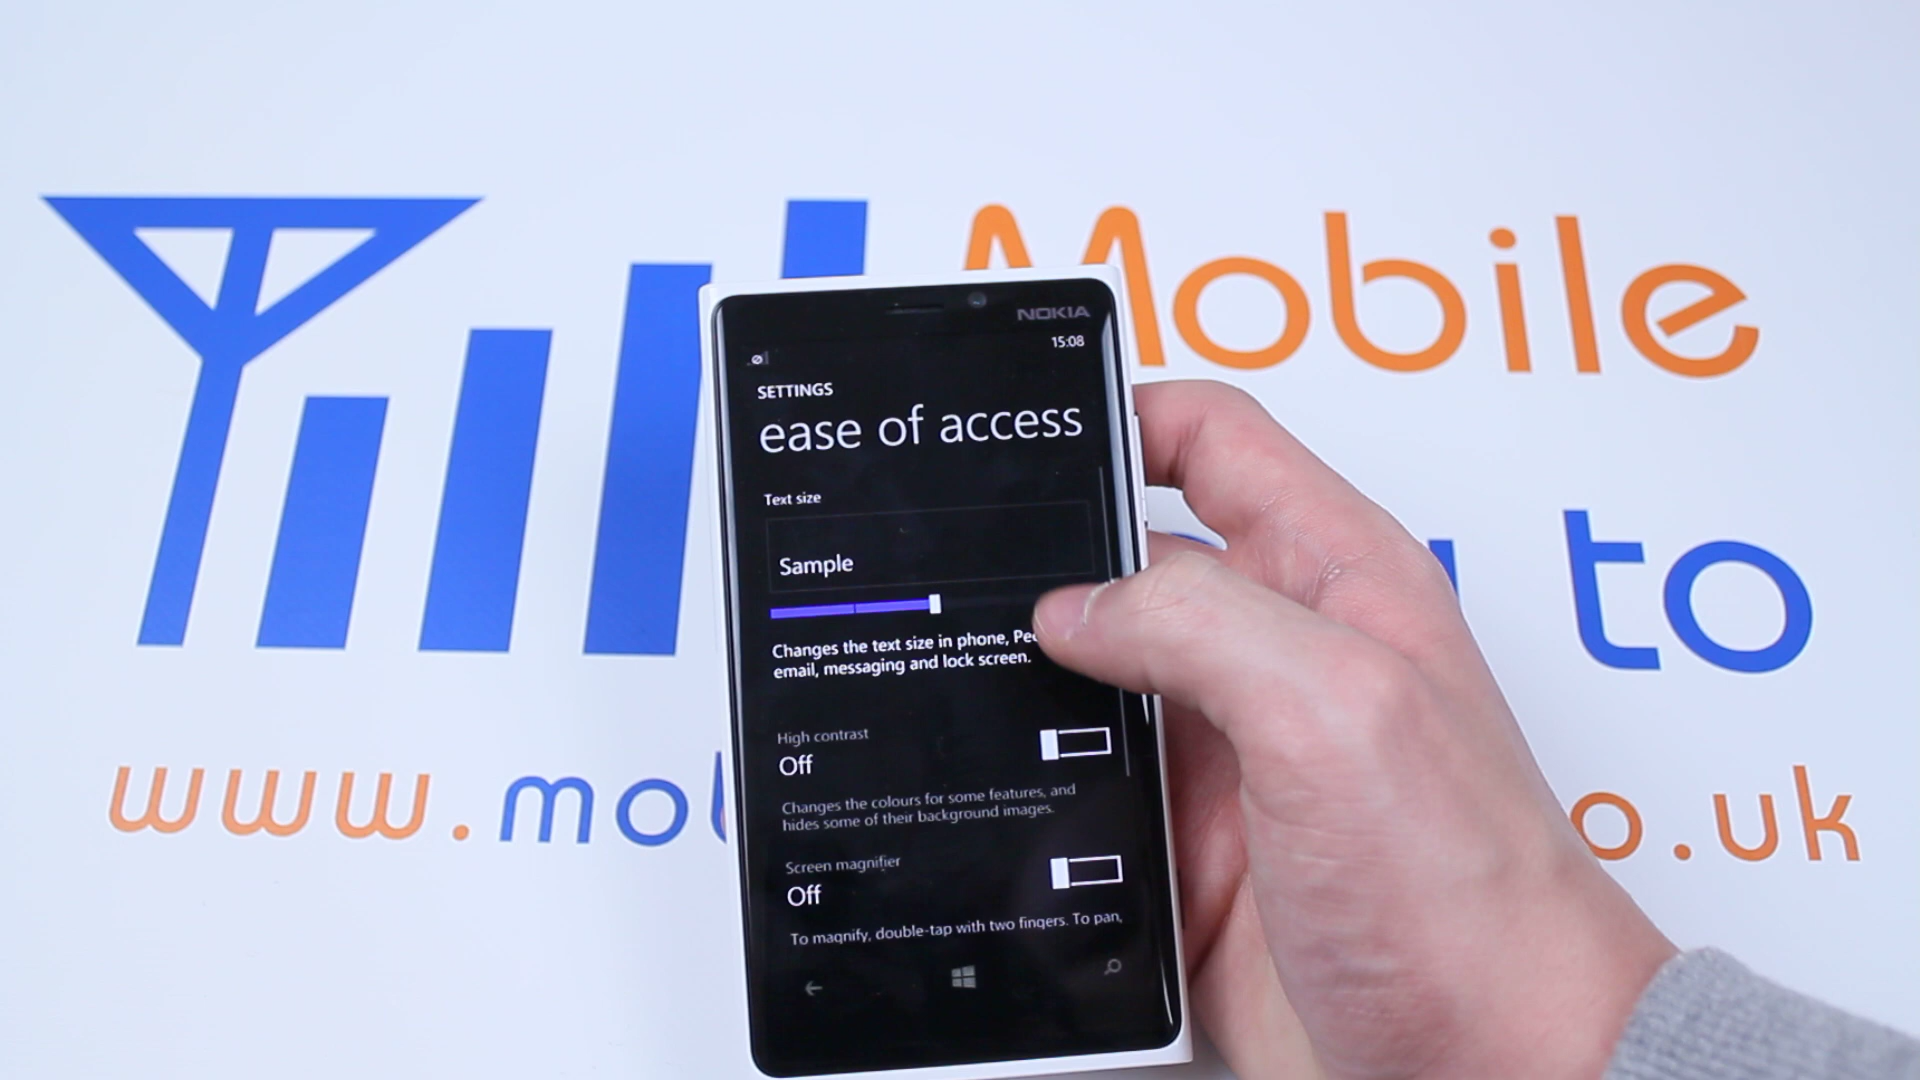 Mobile
to
www.mob
o.uk
NOKIA
15:08
SETTINGS
ease of access
Text size
Sample
Changes the text size in phone,
email, messaging and lock screen.
High contrast
Off
Changes the colours for some features, and
hides some of their background images.
Screen magnifier
Off
To magnify, double-tap with two fingers. To pan,